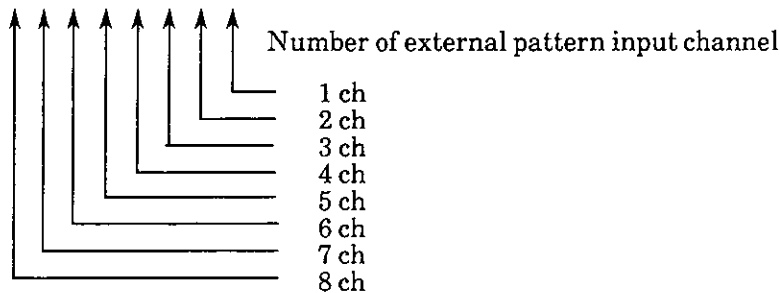 Number of external pattern input channel
1 ch
2 ch
3 ch
4 ch
5 ch
6 ch
7 ch
8 ch